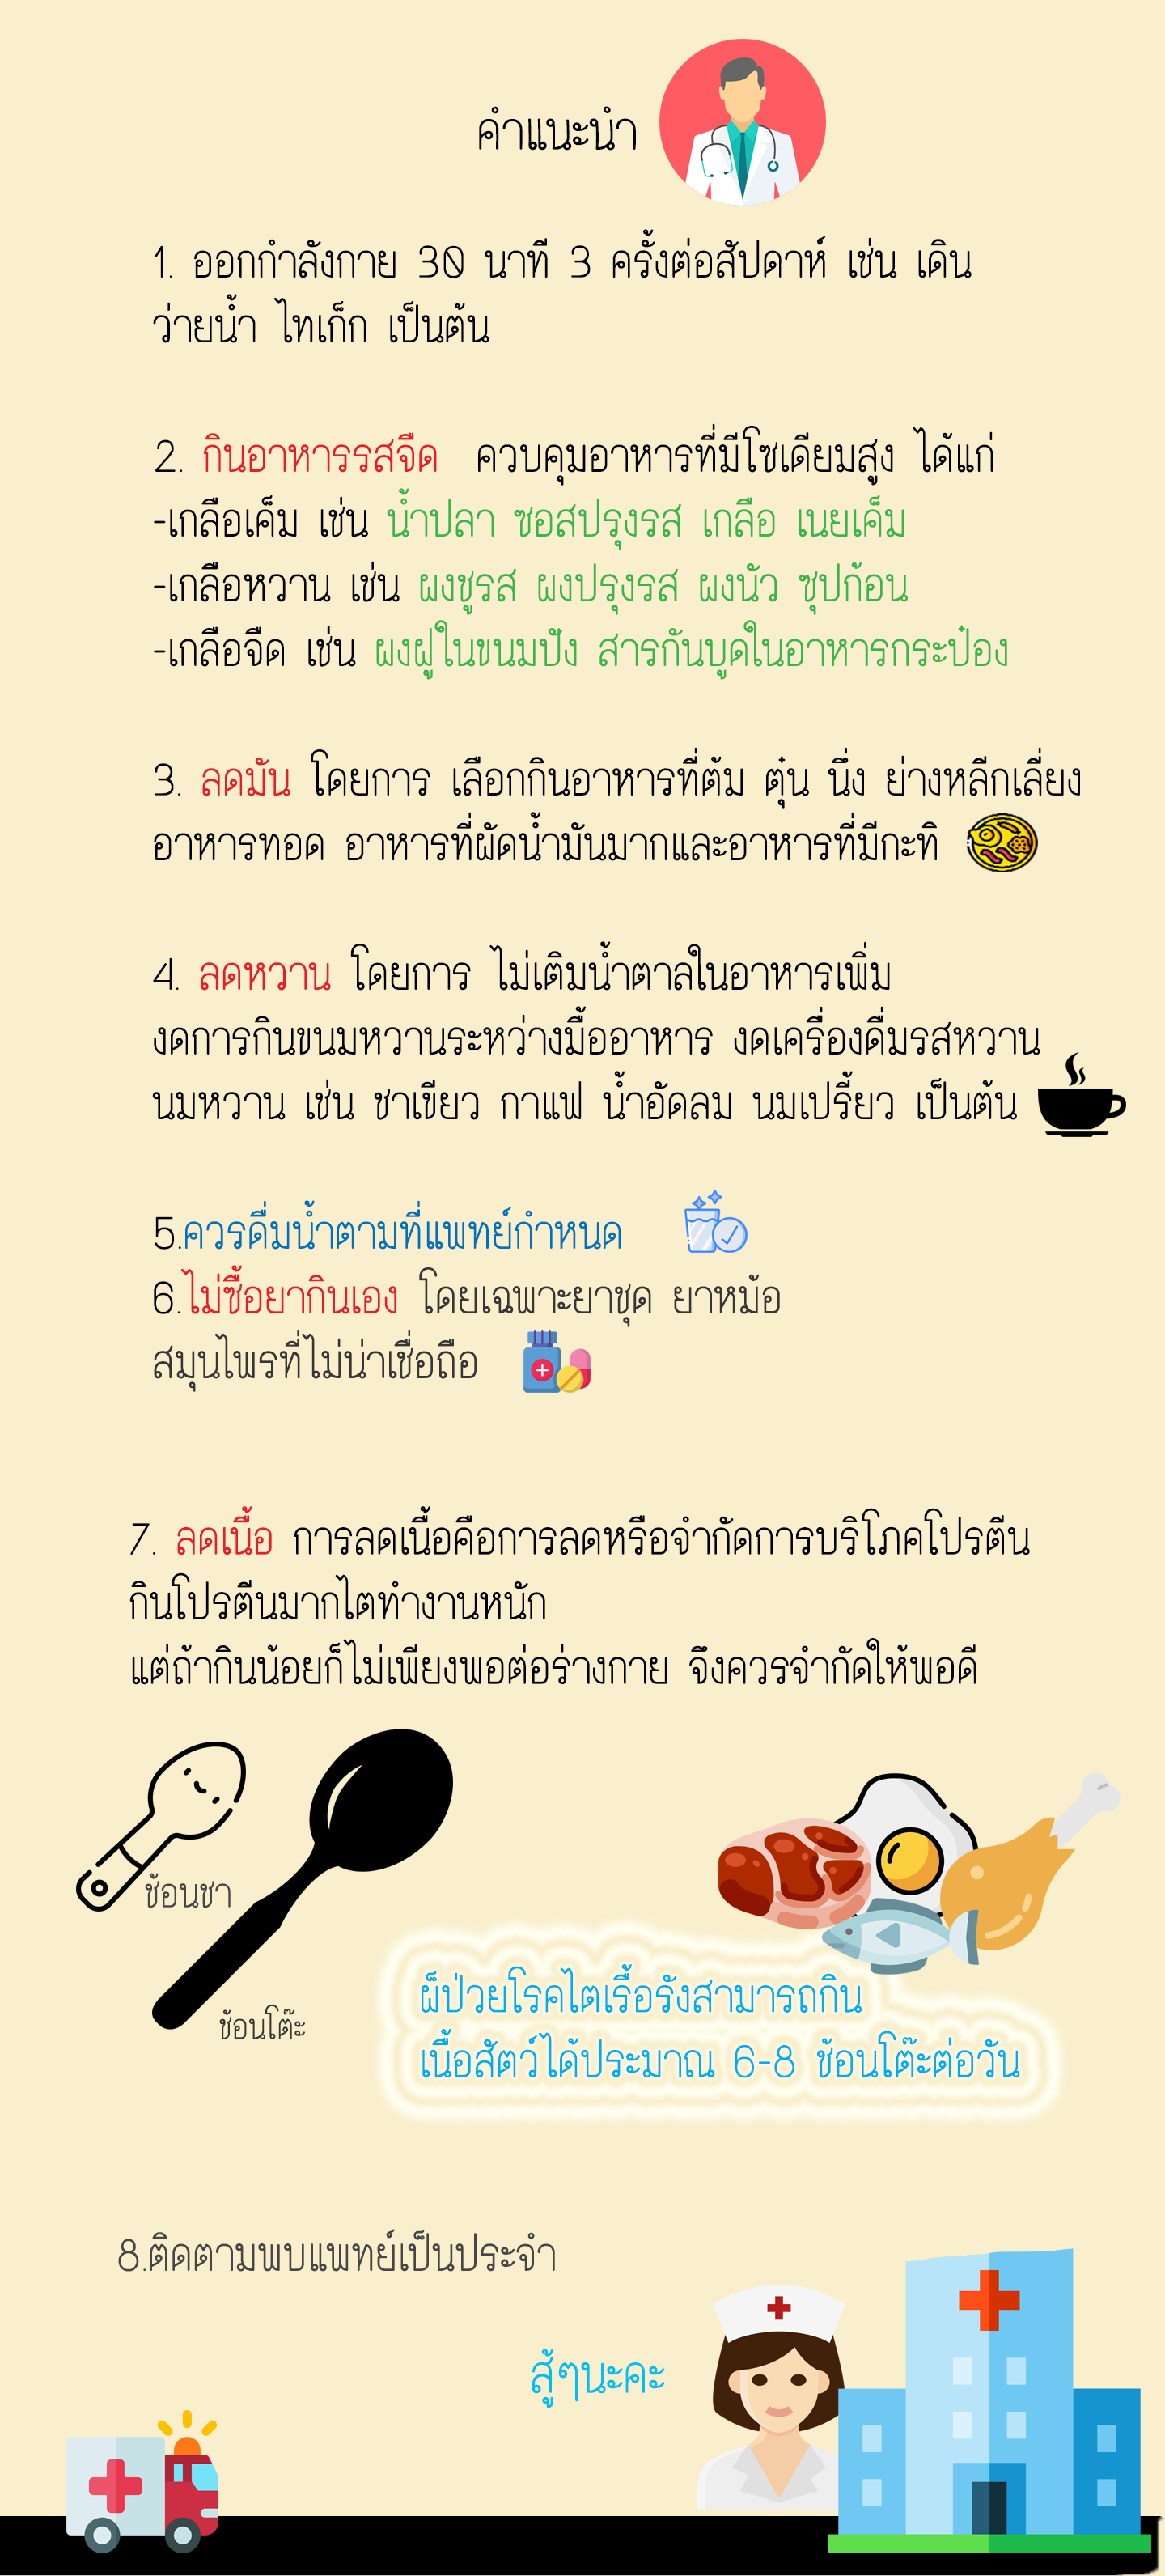 คำแนะนำ
1. ออกกำลังกาย 30 นาที 3 ครั้งต่อสัปดาห์ เช่น เดิน
ว่ายน้ำ ไทเก็ก เป็นต้น
2. กินอาหารรสจืด ควบคุมอาหารที่มีโซเดียมสูง ได้แก่
-เกลือเค็ม เช่น น้ำปลา ซอสปรุงรส เกลือ เนยเค็ม
-เกลือหวาน เช่น ผงชูรส ผงปรุงรส ผงนัว ซุปก้อน
-เกลือจืด เช่น ผงฝูในขนมปัง สารกันบูดในอาหารกระป๋อง
3. ลดมัน โดยการ เลือกกินอาหารที่ต้ม ตุ๋น นึ่ง ย่างหลีกเลี่ยง
อาหารทอด อาหารที่ผัดน้ำมันมากและอาหารที่มีกะทิ
4. ลดหวาน โดยการ ไม่เติมน้ำตาลในอาหารเพิ่ม
งดการกินขนมหวานระหว่างมื้ออาหาร งดเครื่องดื่มรสหวาน
นมหวาน เช่น ชาเขียว กาแฟ น้ำอัดลม นมเปรี้ยว เป็นต้น
5.ควรดื่มน้ำตามที่แพทย์กำหนด
6.ไม่ซื้อยากินเอง โดยเฉพาะยาชุด ยาหม้อ
สมุนไพรที่ไม่น่าเชื่อถือ
7. ลดเนื้อ การลดเนื้อคือการลดหรือจำกัดการบริโภคโปรตีน
กินโปรตีนมากไตทำงานหนัก
แต่ถ้ากินน้อยก็ไม่เพียงพอต่อร่างกาย จึงควรจำกัดให้พอดี
ช้อนชา
ช้อนโต๊ะ
ผ็ป่วยโรคไตเรื้อรังสามารถกิน
เนื้อสัตว์ได้ประมาณ 6-8 ช้อนโต๊ะต่อวัน
8.ติดตามพบแพทย์เป็นประจำ
สู้ๆนะคะ